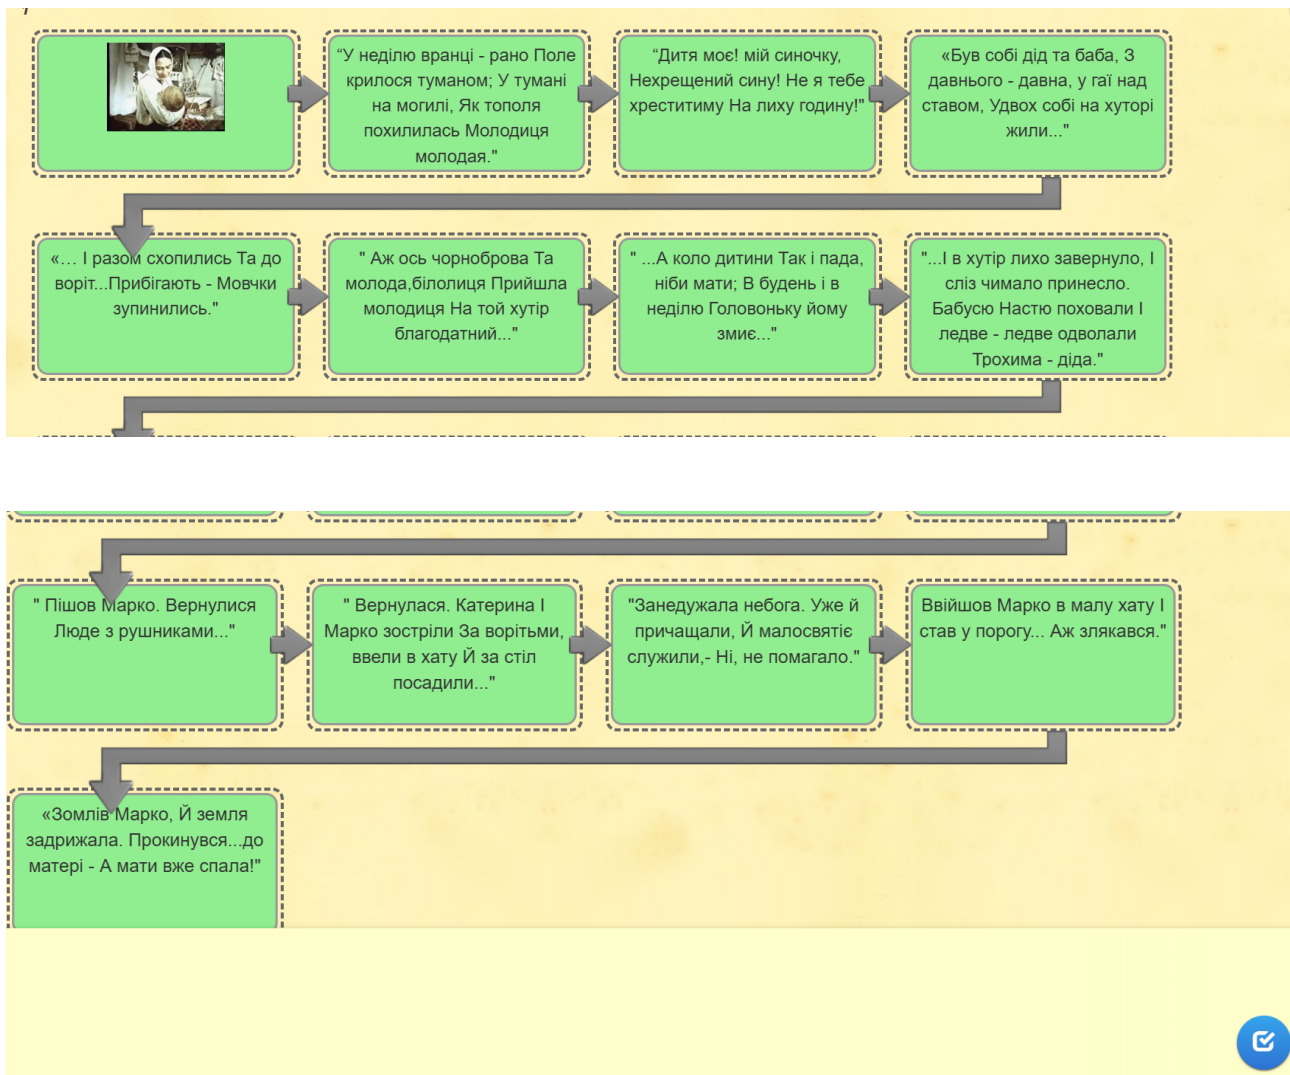 “У неділю вранці - рано Поле
крилося туманом; У тумані
на могилі, Як тополя
похилилась Молодиця
молодая."
“Дитя моє! мій синочку,
Нехрещений сину! Не я тебе
хреститиму На лиху годину!"
«Був собі дід та баба, З
давнього - давна, у гаї над
ставом, Удвох собі на хуторі
жили..."
«… І разом схопились Та до
воріт...Прибігають - Мовчки
зупинились."
" Аж ось чорноброва Та
молода,білолиця Прийшла
молодиця На той хутір
благодатний..."
" ...А коло дитини Так і пада,
ніби мати; В будень і в
неділю Головоньку йому
змиє..."
"...І в хутір лихо завернуло, І
сліз чимало принесло.
Бабусю Настю поховали І
ледве - ледве одволали
Трохима - діда."
" Пішов Марко. Вернулися
Люде з рушниками..."
" Вернулася. Катерина І
Марко зостріли За ворітьми,
ввели в хату Й за стіл
посадили..."
"Занедужала небога. Уже й
причащали, Й маслосвятіє
служили,- Ні, не помагало."
Ввійшов Марко в малу хату І
став у порогу... Аж злякався."
«Зомлів Марко, Й земля
задрижала. Прокинувся...до
матері - А мати вже спала!"